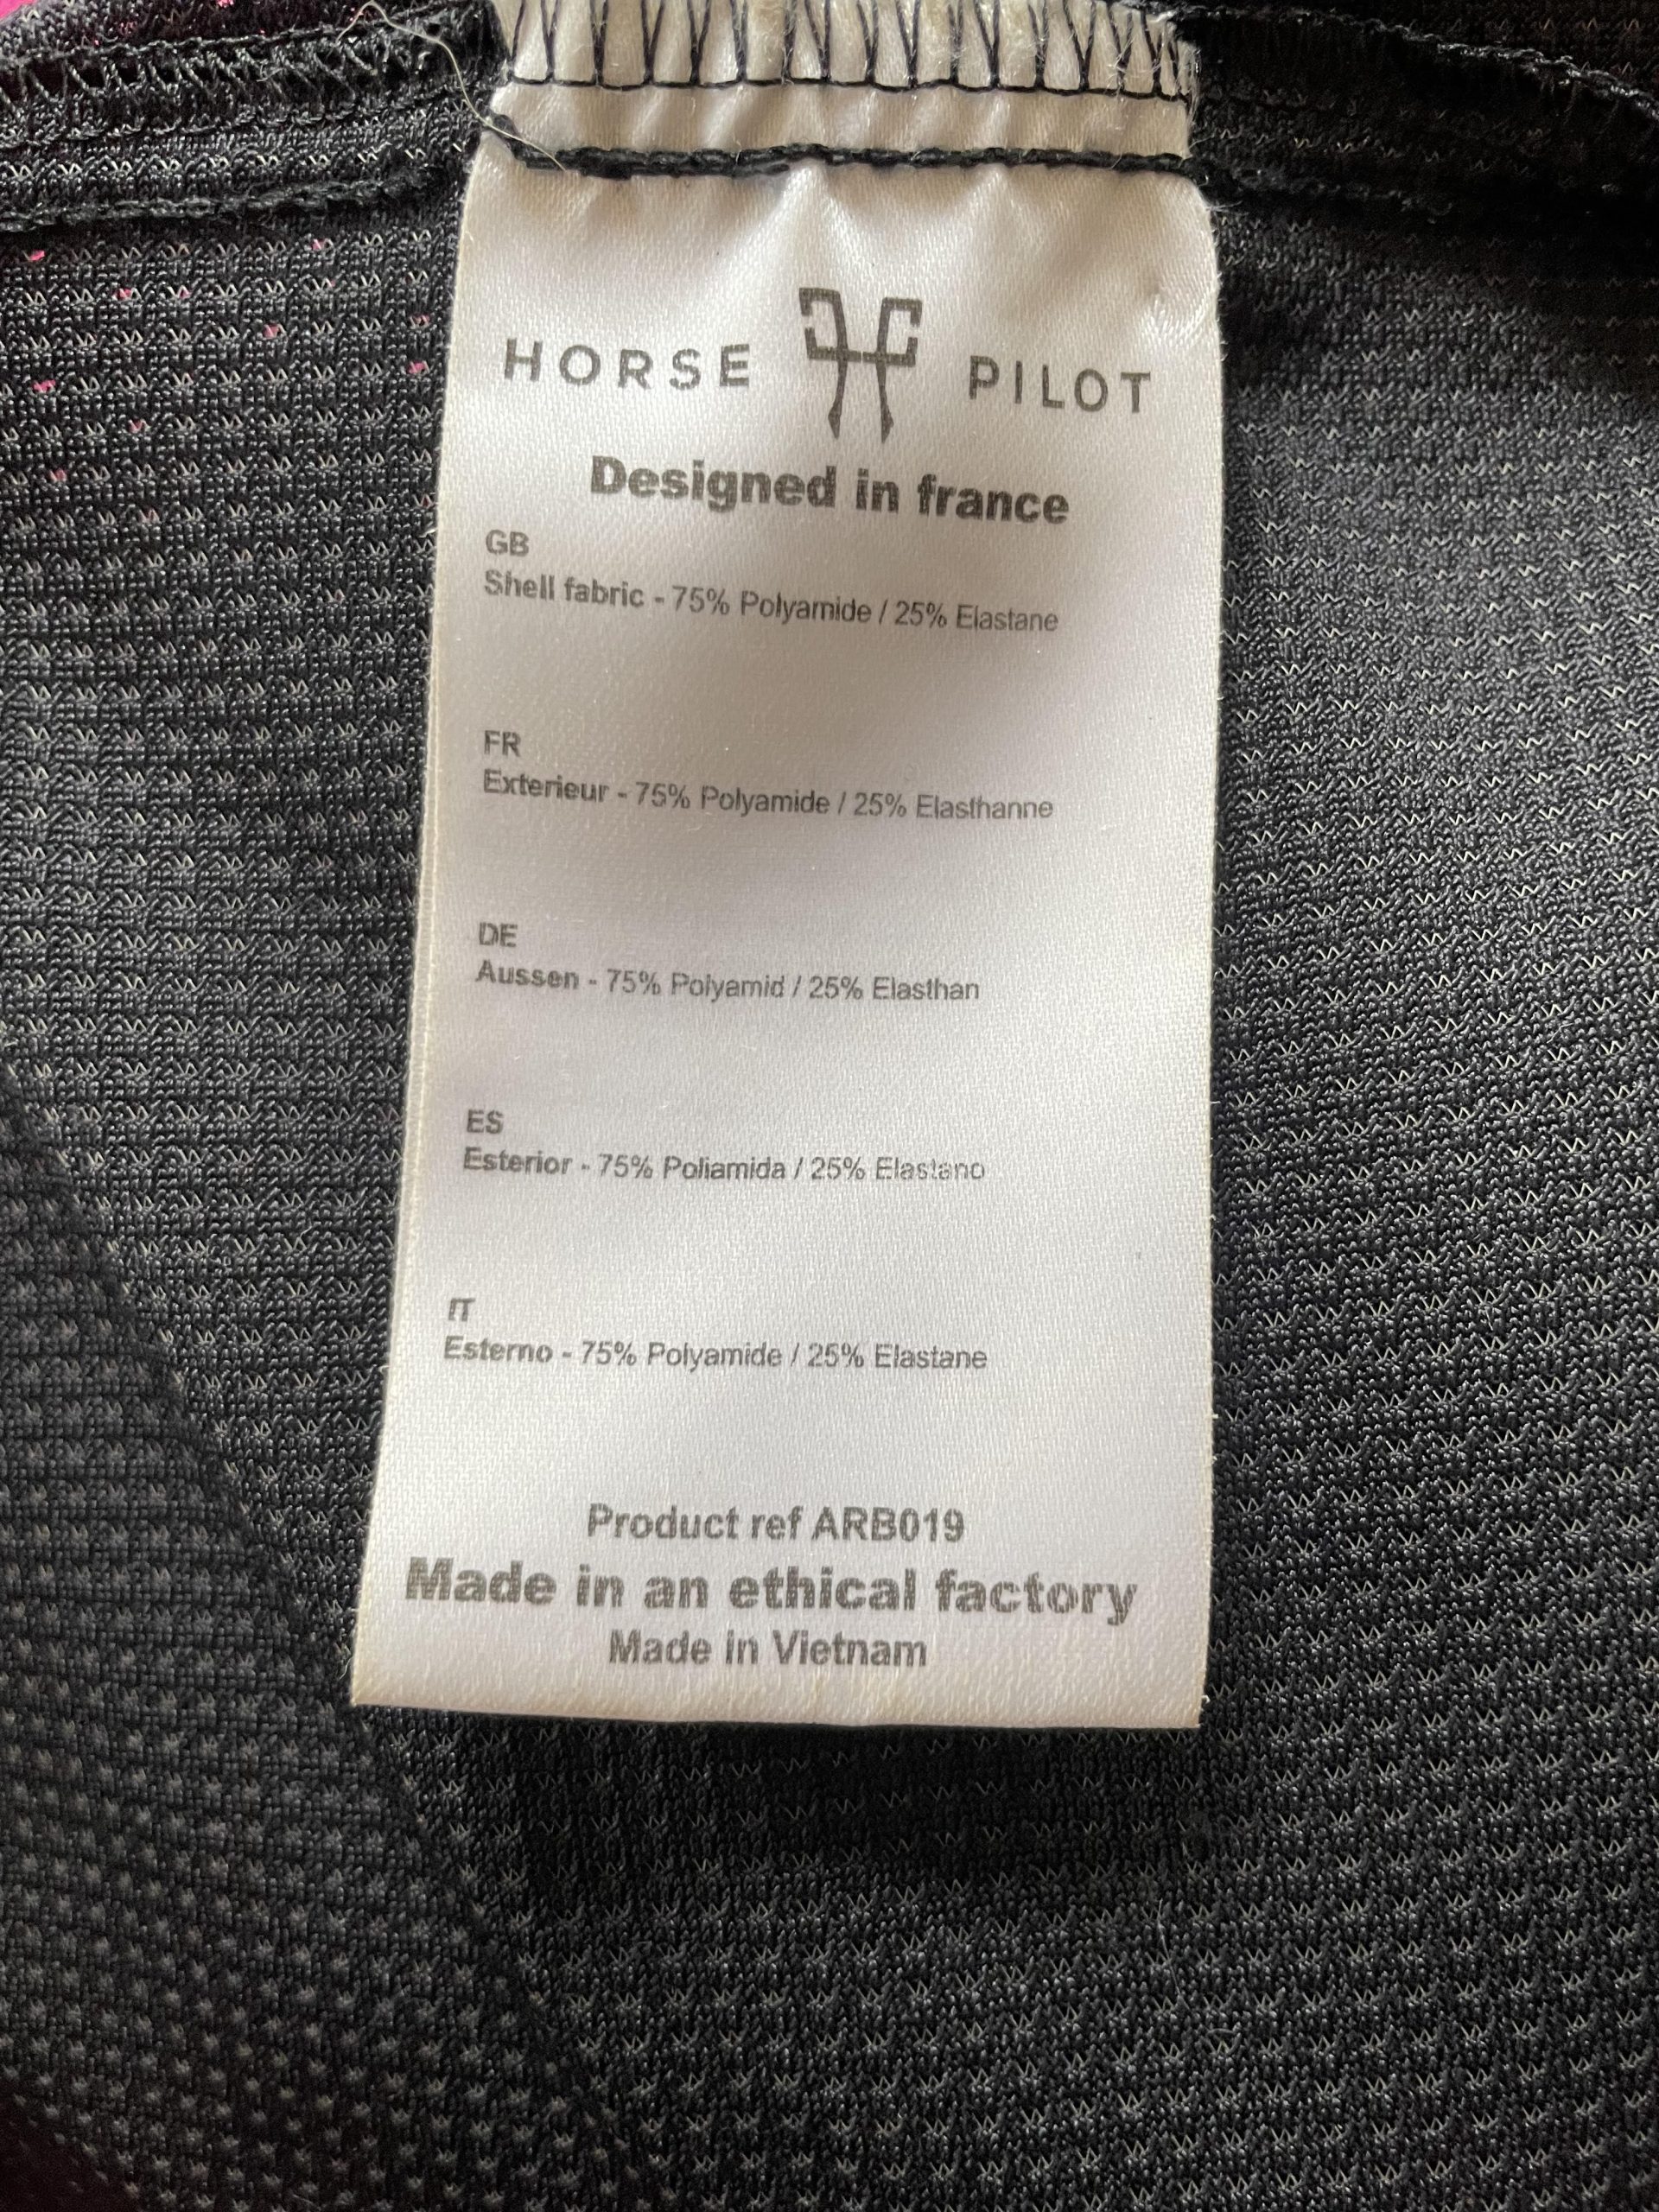 HORSE PILOT
Designed in france
GB
Shell fabric - 75% Polyamide / 25% Elastane
FR
Exterieur - 75% Polyamide / 25% Elasthanne
DE
Aussen - 75% Polyamid / 25% Elasthan
ES
Esterior - 75% Poliamida / 25% Elastano
IT
Esterno - 75% Polyamide / 25% Elastane
Product ref ARB019
Made in an ethical factory
Made in Vietnam